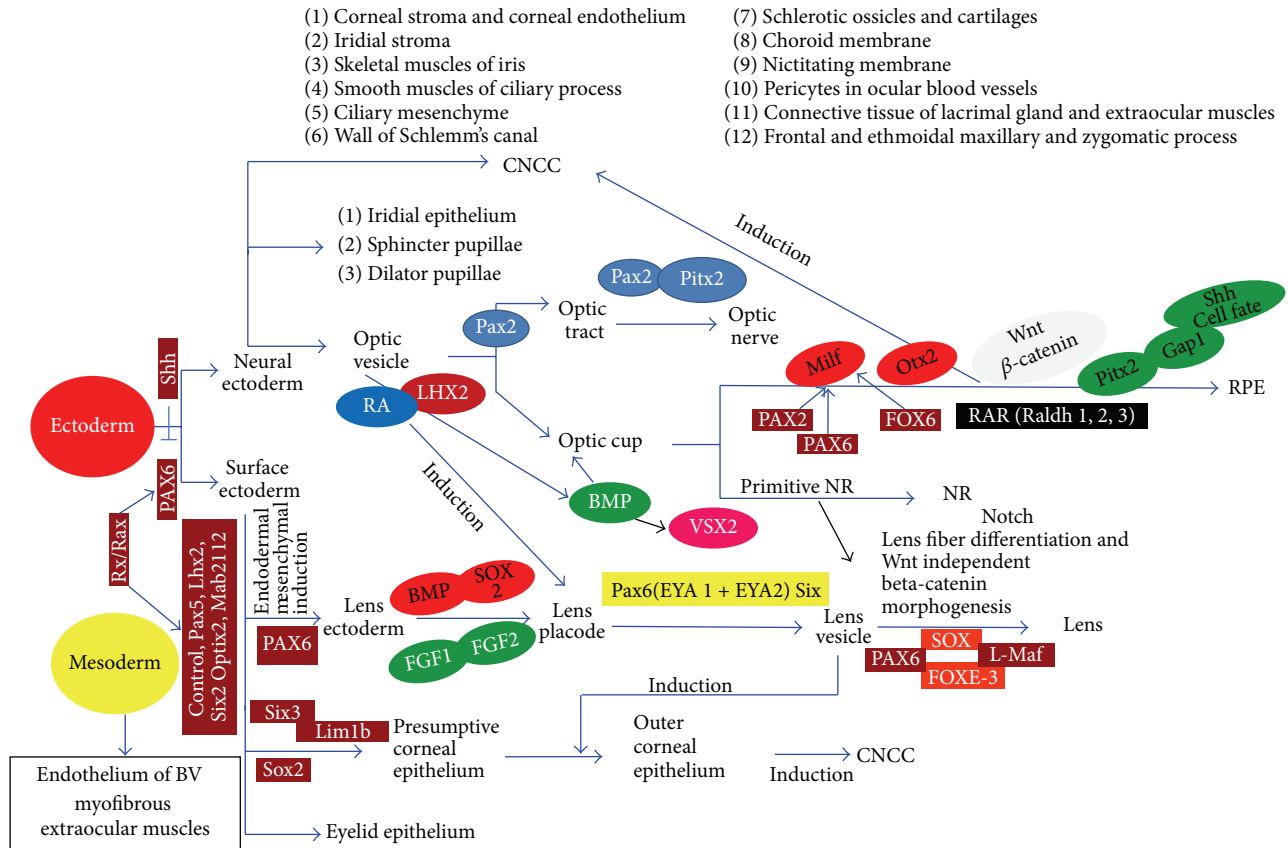 (1) Corneal stroma and corneal endothelium
(2) Iridial stroma
(3) Skeletal muscles of iris
(4) Smooth muscles of ciliary process
(5) Ciliary mesenchyme
(6) Wall of Schlemm's canal
(7) Schlerotic ossicles and cartilages
(8) Choroid membrane
(9) Nictitating membrane
(10) Pericytes in ocular blood vessels
(11) Connective tissue of lacrimal gland and extraocular muscles
(12) Frontal and ethmoidal maxillary and zygomatic process
CNCC
(1) Iridial epithelium
(2) Sphincter pupillae
(3) Dilator pupillae
Induction
Pax2
Pitx2
Optic
tract
Optic
nerve
Pax2
Optic
vesicle
RA
LHX2
Shh
Neural
ectoderm
Ectoderm
PAX6
Surface
ectoderm
Rx/Rax
Mesoderm
Control, Pax5, Lhx2,
Six2 Optix2, Mab2112
Endodermal
mesenchymal
induction
PAX6
Induction
Optic cup
BMP
VSX2
Milf
Otx2
Wnt
β-catenin
Shh
Cell fate
Gap1
Pitx2
RPE
PAX2
PAX6
FOX6
RAR (Raldh 1, 2, 3)
Primitive NR
NR
Notch
Lens fiber differentiation and
Wnt independent
beta-catenin
morphogenesis
Lens
ectoderm
BMP
SOX
2
FGF1
FGF2
Lens
placode
Pax6(EYA 1 + EYA2) Six
Lens
vesicle
Lens
PAX6
SOX
L-Maf
FOXE-3
Induction
Six3
Lim1b
Sox2
Presumptive
corneal
epithelium
Outer
corneal
epithelium
CNCC
Induction
Eyelid epithelium
Endothelium of BV
myofibrous
extraocular muscles